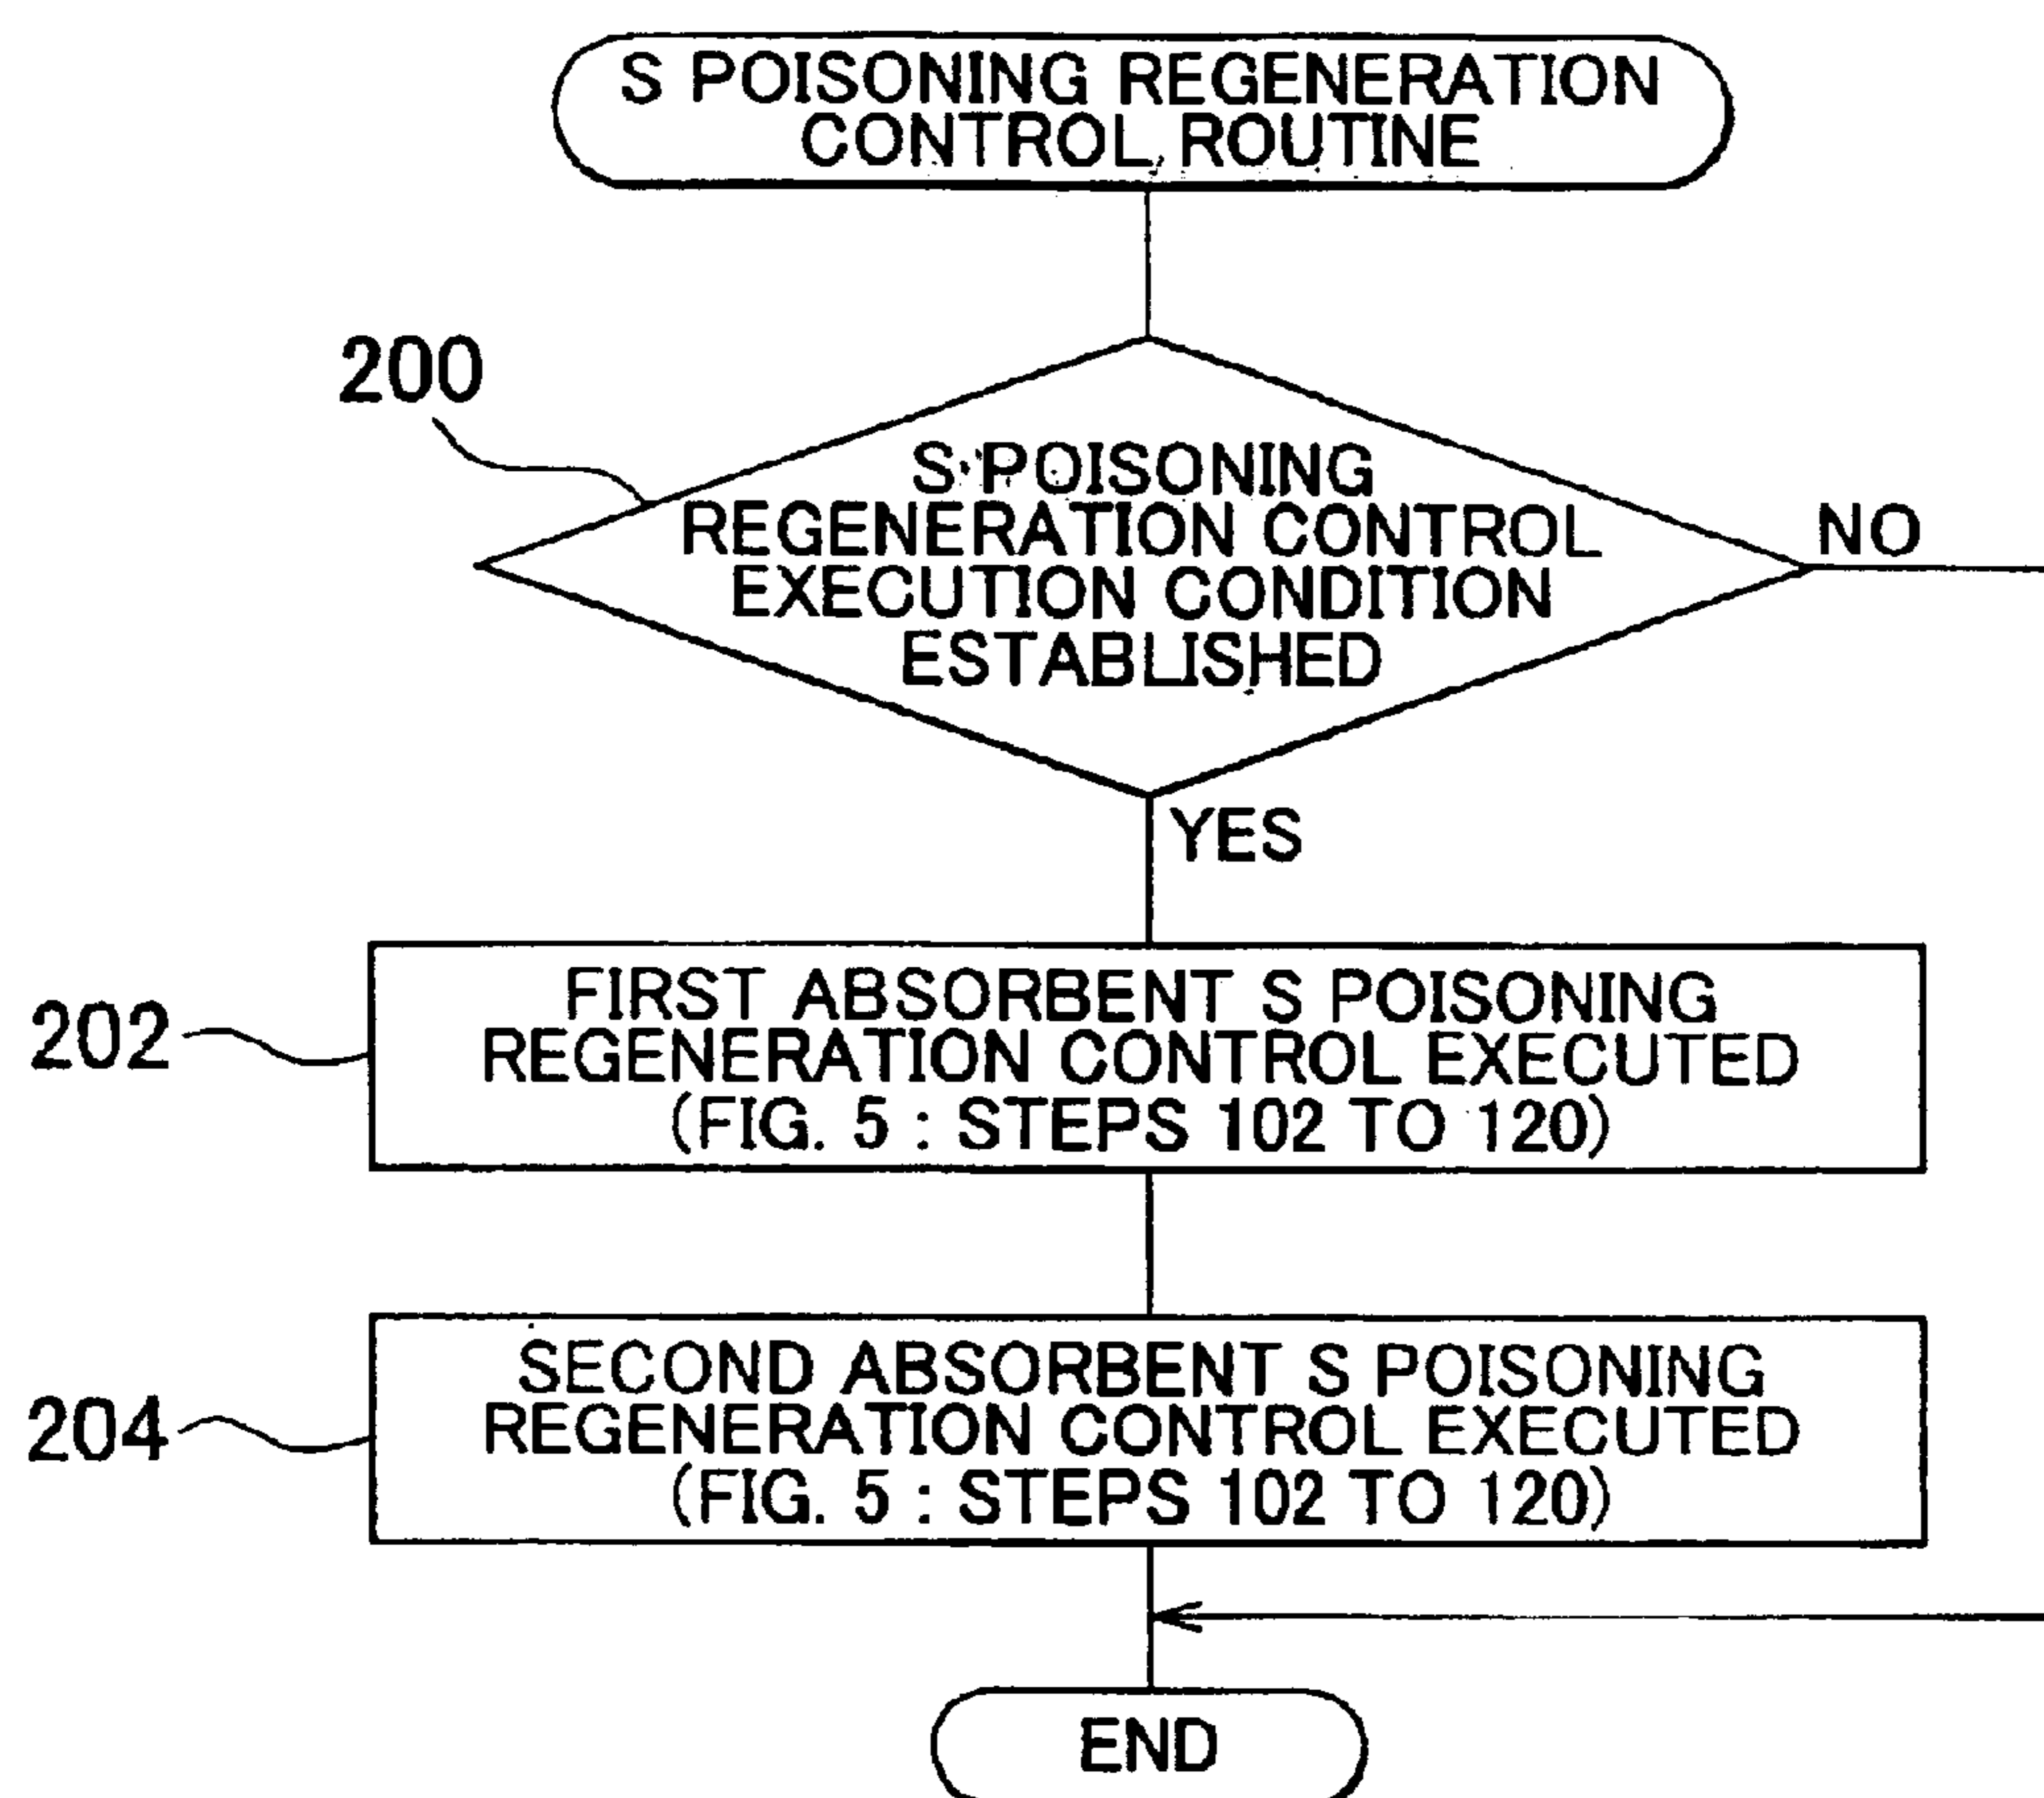 S POISONING REGENERATION
CONTROL ROUTINE
200
S POISONING
REGENERATION CONTROL
EXECUTION CONDITION
ESTABLISHED
NO
YES
202
FIRST ABSORBENT S POISONING
REGENERATION CONTROL EXECUTED
(FIG. 5 : STEPS 102 TO 120)
204
SECOND ABSORBENT S POISONING
REGENERATION CONTROL EXECUTED
(FIG. 5 : STEPS 102 TO 120)
END